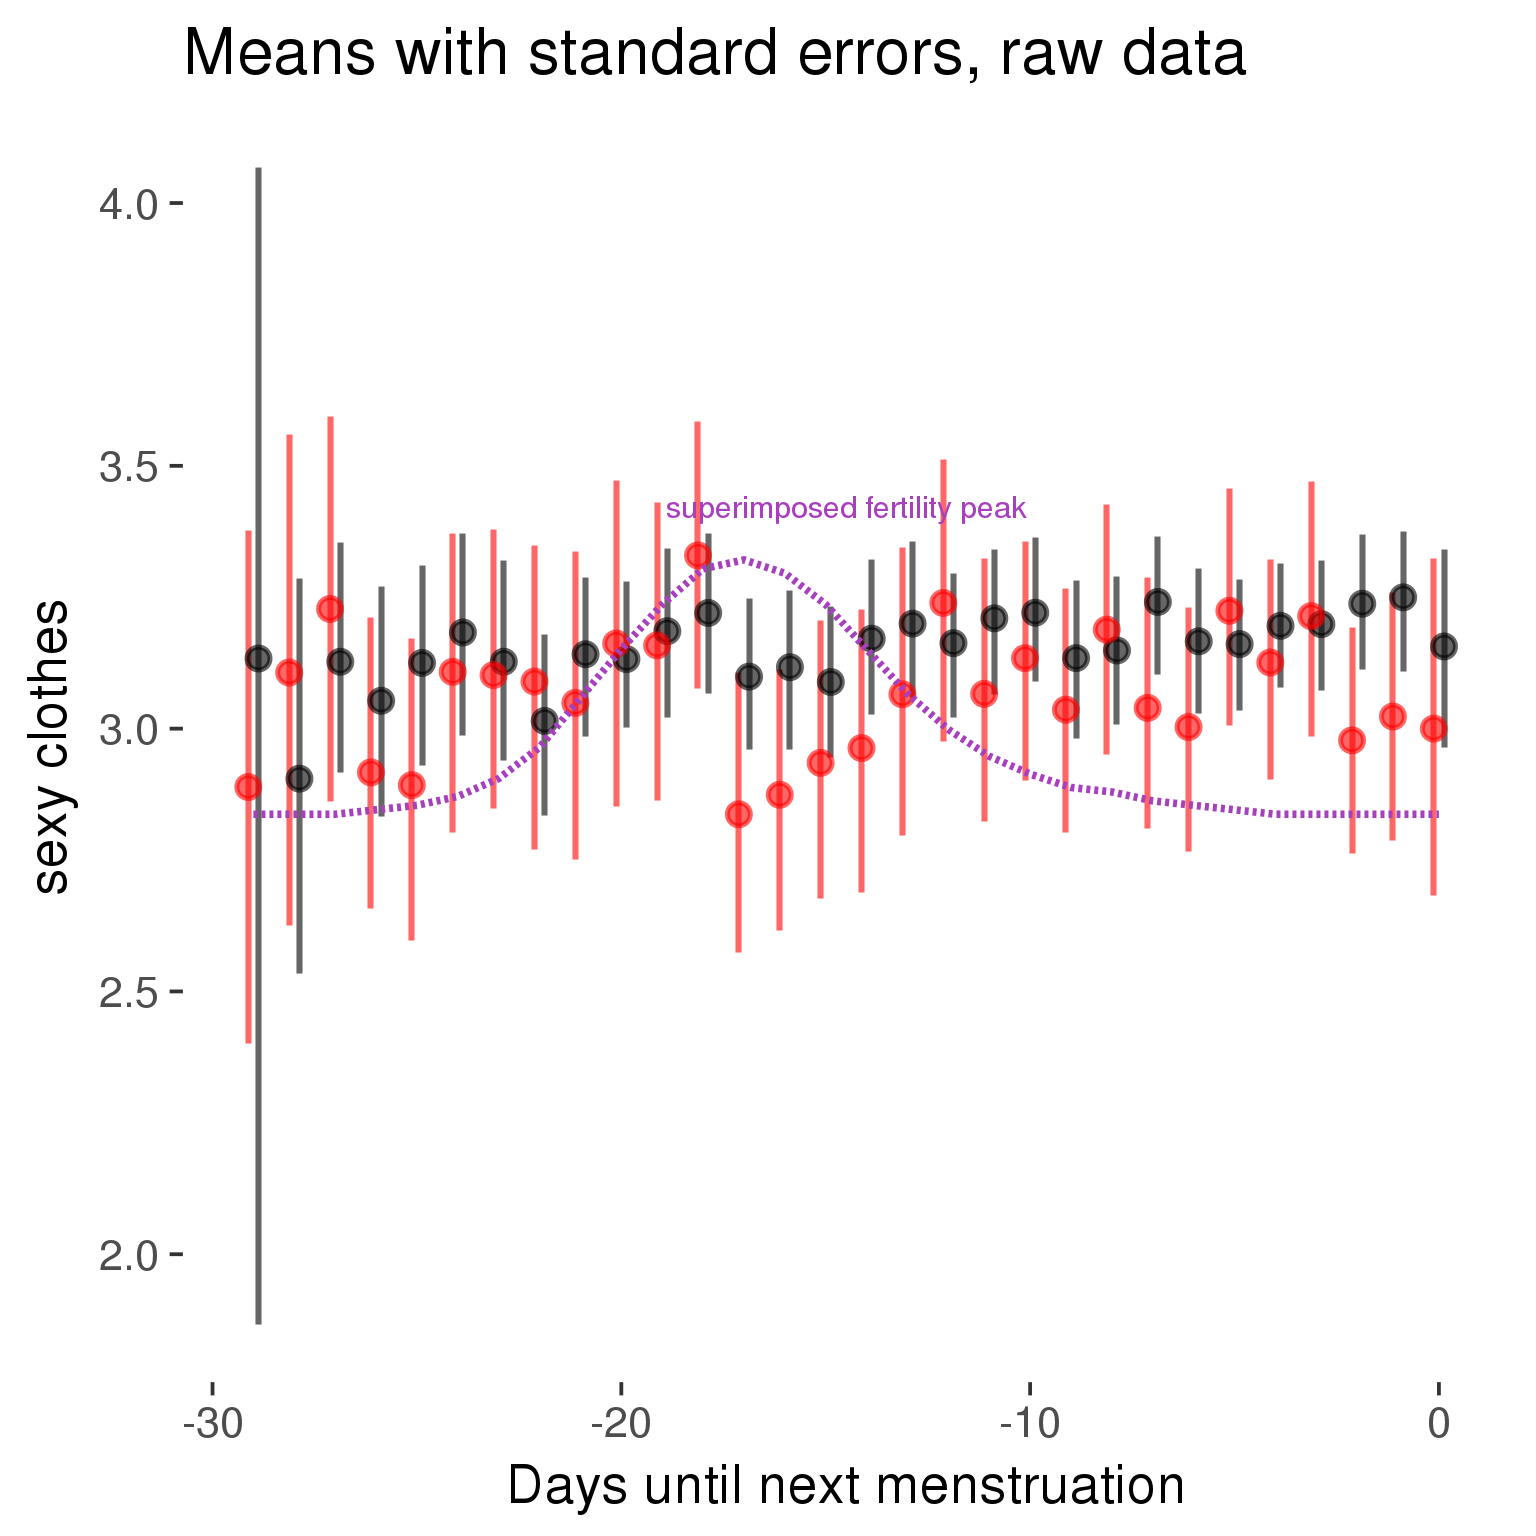 Means with standard errors, raw data
4.0
3.5
superimposed fertility peak
3.0
sexy clothes
2.5
2.0
-30
-20
-10
0
Days until next menstruation